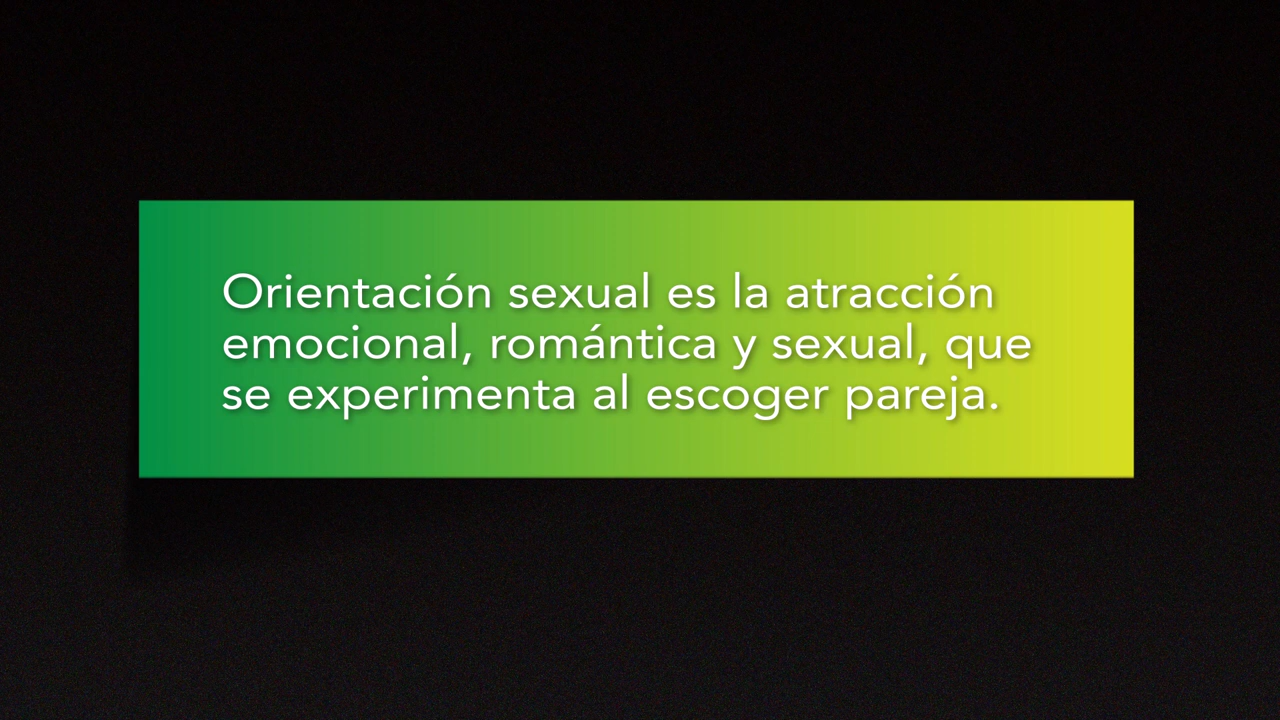 Orientación sexual es la atracción
emocional, romántica y sexual, que
se experimenta al escoger pareja.